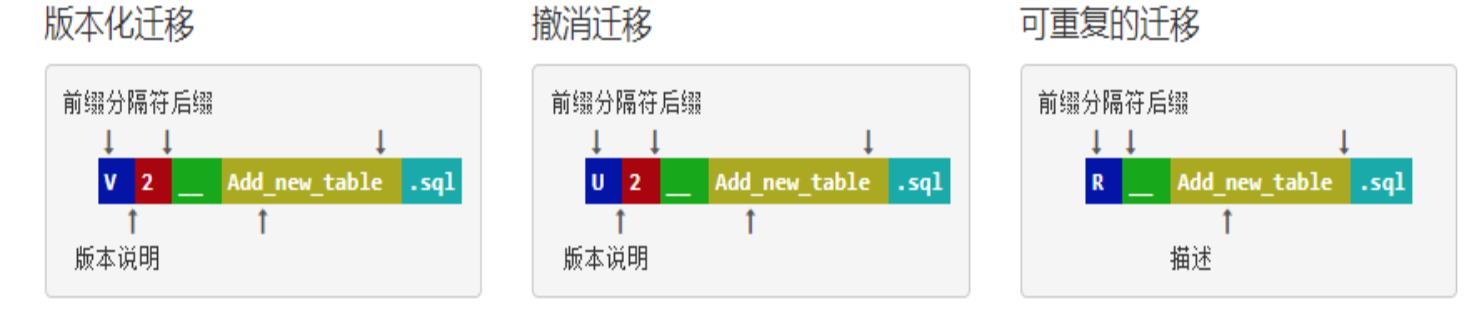 版本化迁移
前缀分隔符后缀
V 2 __ Add_new_table .sql
版本说明
撤消迁移
前缀分隔符后缀
U 2 __ Add_new_table .sql
版本说明
可重复的迁移
前缀分隔符后缀
R __ Add_new_table .sql
描述